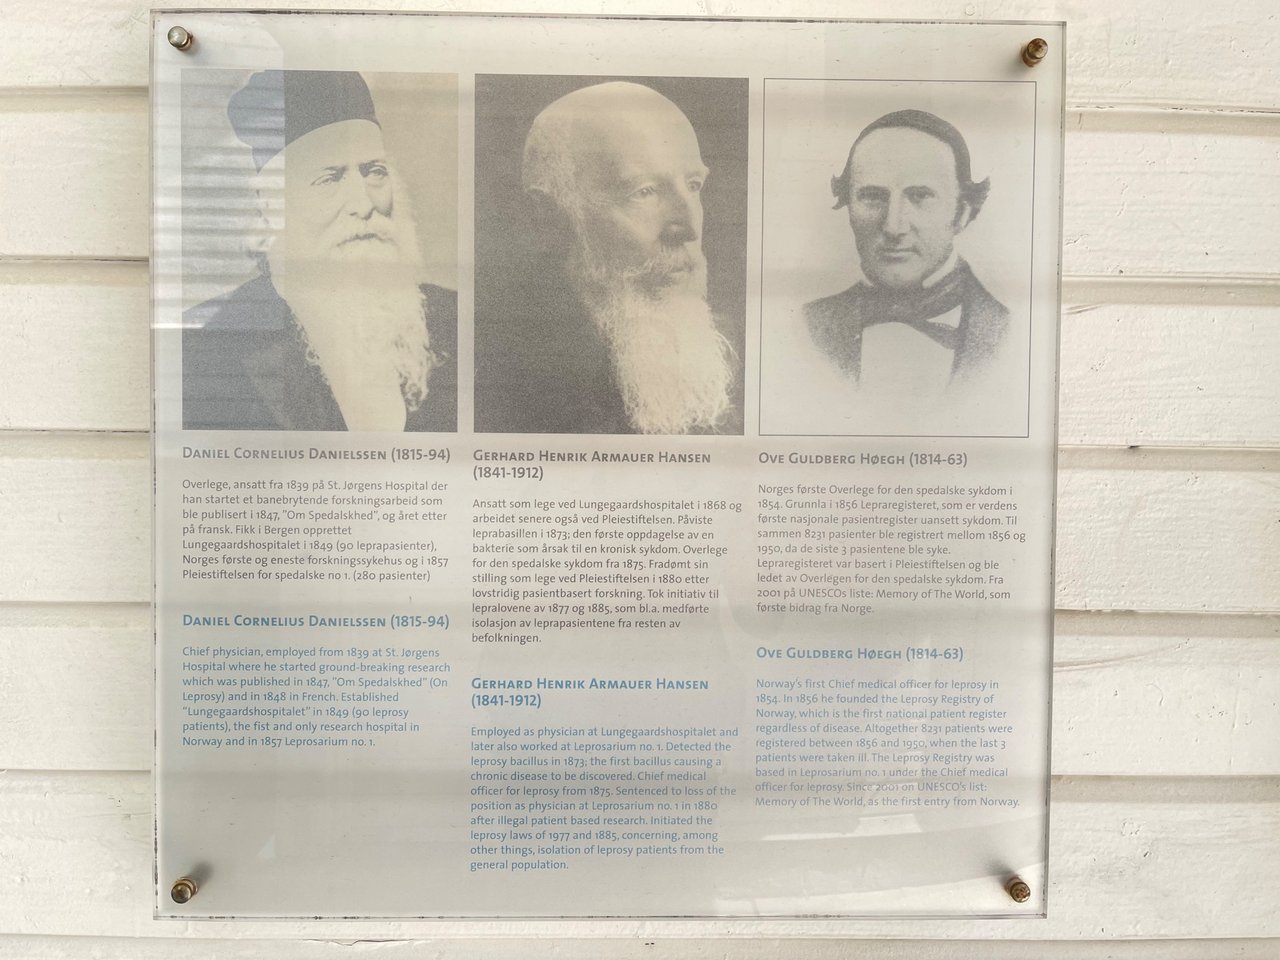 DANIEL CORNELIUS DANIELSSEN (1815-94)
Overlege, ansatt fra 1839 på St. Jørgens Hospital der
han startet et banebrytende forskningsarbeid som
ble publisert i 1847, "Om Spedalskhed", og året etter
på fransk. Fikk i Bergen opprettet
Lungegaardshospitalet i 1849 (90 leprapasienter),
Norges første og eneste forskningssykehus og i 1857
Pleiestiftelsen for spedalske no 1. (280 pasienter)
DANIEL CORNELIUS DANIELSSEN (1815-94)
Chief physician, employed from 1839 at St. Jørgens
Hospital where he started ground-breaking research
which was published in 1847, "Om Spedalskhed" (On
Leprosy) and in 1848 in French. Established
"Lungegaardshospitalet" in 1849 (90 leprosy
patients), the fist and only research hospital in
Norway and in 1857 Leprosarium no. 1.
GERHARD HENRIK ARMAUER HANSEN
(1841-1912)
Ansatt som lege ved Lungegaardshospitalet i 1868 og
arbeidet senere også ved Pleiestiftelsen. Påviste
leprabasillen i 1873; den første oppdagelse av en
bakterie som årsak til en kronisk sykdom. Overlege
for den spedalske sykdom fra 1875. Fradømt sin
stilling som lege ved Pleiestiftelsen i 1880 etter
lovstridig pasientbasert forskning. Tok initiativ til
lepralovene av 1877 og 1885, som bl.a. medførte
isolasjon av leprapasientene fra resten av
befolkningen.
GERHARD HENRIK ARMAUER HANSEN
(1841-1912)
Employed as physician at Lungegaardshospitalet and
later also worked at Leprosarium no. 1. Detected the
leprosy bacillus in 1873; the first bacillus causing a
chronic disease to be discovered. Chief medical
officer for leprosy from 1875. Sentenced to loss of the
position as physician at Leprosarium no. 1 in 1880
after illegal patient based research. Initiated the
leprosy laws of 1977 and 1885, concerning, among
other things, isolation of leprosy patients from the
general population.
OVE GULDBERG HØEGH (1814-63)
Norges første Overlege for den spedalske sykdom i
1854. Grunnla i 1856 Lepraregisteret, som er verdens
første nasjonale pasientregister uansett sykdom. Til
sammen 8231 pasienter ble registrert mellom 1856 og
1950, da de siste 3 pasientene ble syke.
Lepraregisteret var basert i Pleiestiftelsen og ble
ledet av Overlegen for den spedalske sykdom. Fra
2001 på UNESCOs liste: Memory of The World, som
første bidrag fra Norge.
OVE GULDBERG HØEGH (1814-63)
Norway's first Chief medical officer for leprosy in
1854. In 1856 he founded the Leprosy Registry of
Norway, which is the first national patient register
regardless of disease. Altogether 8231 patients were
registered between 1856 and 1950, when the last 3
patients were taken ill. The Leprosy Registry was
based in Leprosarium no. 1 under the Chief medical
officer for leprosy. Since 2001 on UNESCO's list:
Memory of The World, as the first entry from Norway.